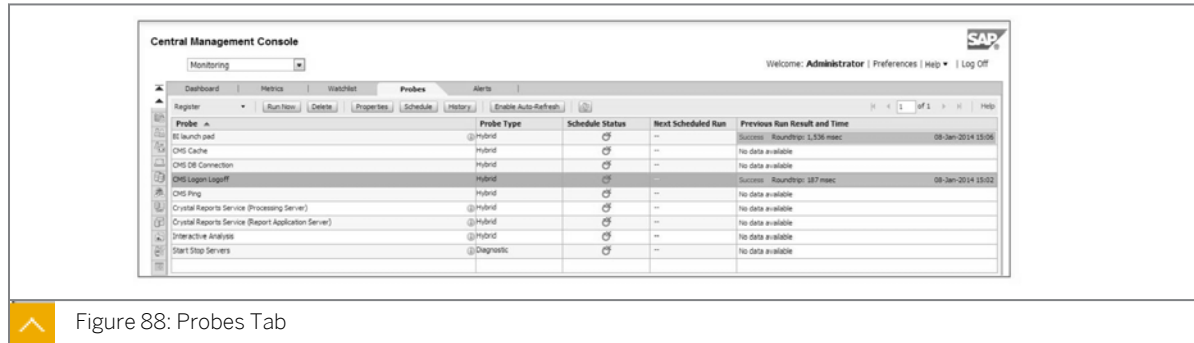 Central Management Console
SAP
Monitoring
Welcome: Administrator | Preferences | Help | Log Off
Dashboard | Metrics | Watchlist Probes Alerts |
Register Run Now Delete Properties Schedule History Enable Auto-Refresh 1 of 1 Help
Probe Probe Type Schedule Status Next Scheduled Run Previous Run Result and Time
BI launch pad Hybrid -- Success Roundtrip: 1,536 msec 08-Jan-2014 15:06
CMS Cache Hybrid -- No data available
CMS DB Connection Hybrid -- No data available
CMS Logon Logoff Hybrid -- Success Roundtrip: 187 msec 08-Jan-2014 15:02
CMS Ping Hybrid -- No data available
Crystal Reports Service (Processing Server) Hybrid -- No data available
Crystal Reports Service (Report Application Server) Hybrid -- No data available
Interactive Analysis Hybrid -- No data available
Start Stop Servers Diagnostic -- No data available
Figure 88: Probes Tab